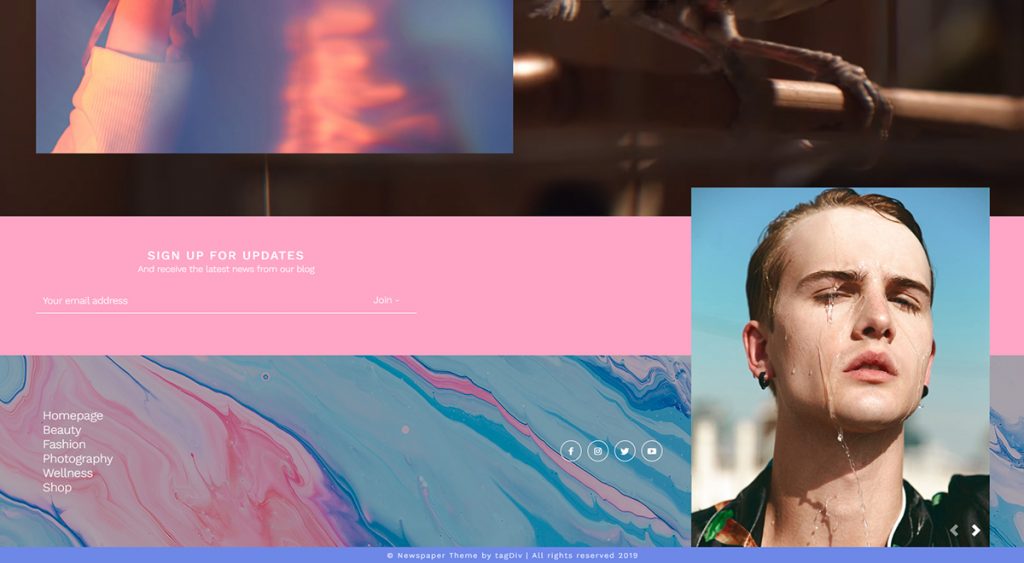 SIGN UP FOR UPDATES
And receive the latest news from our blog
Your email address
Join
Homepage
Beauty
Fashion
Photography
Wellness
Shop
© Newspaper Theme by tagDiv | All rights reserved 2019